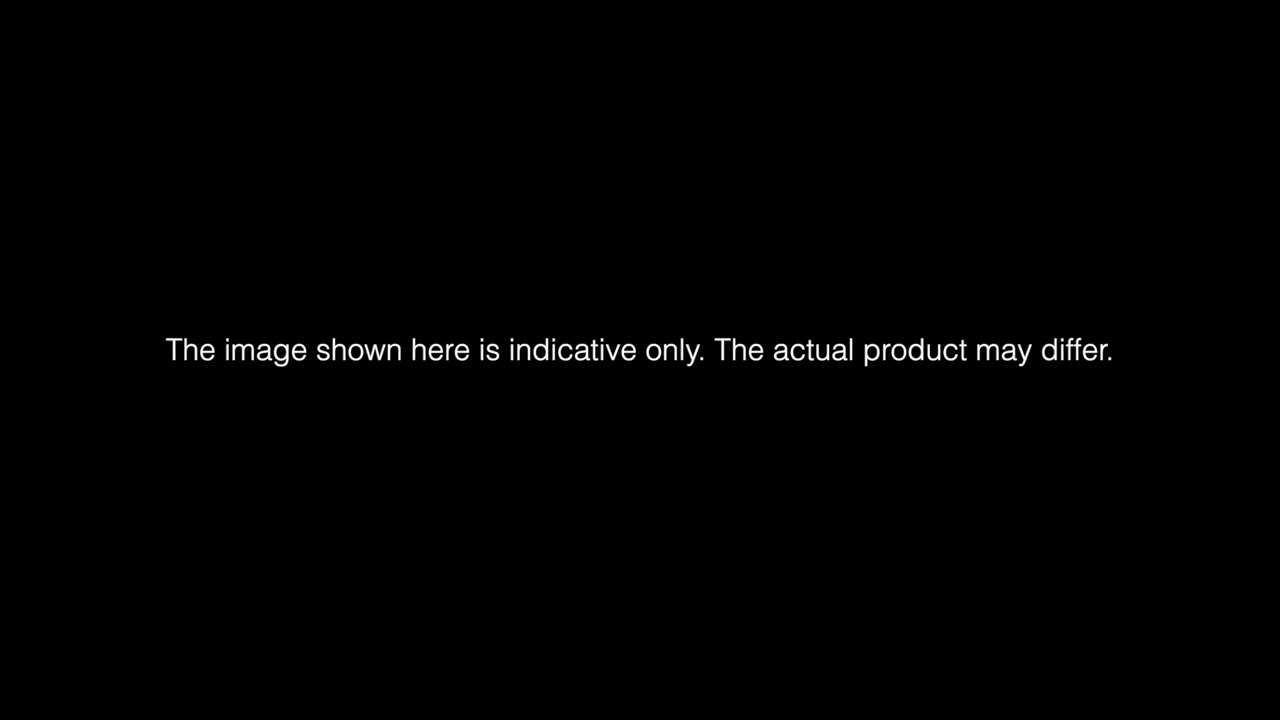 The image shown here is indicative only. The actual product may differ.